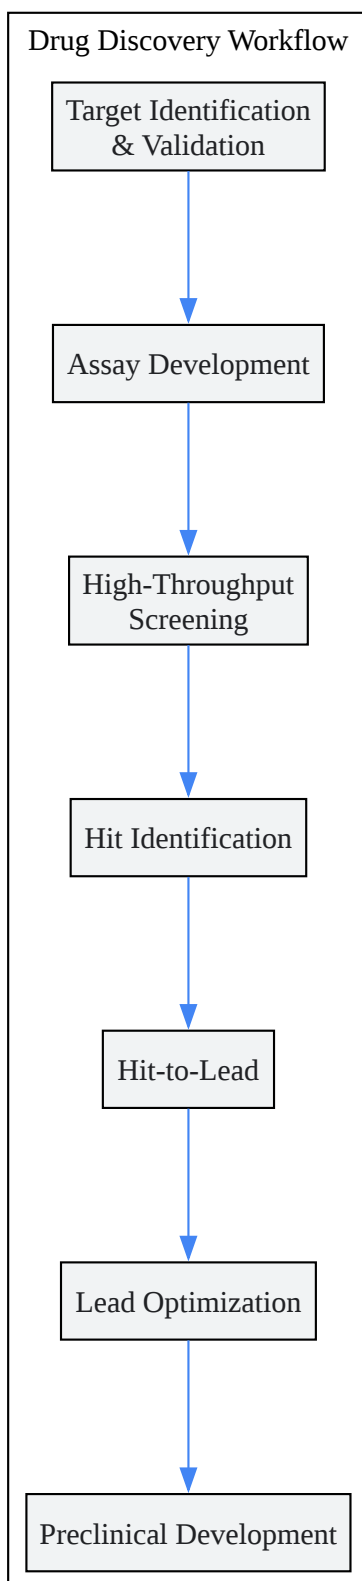 Drug Discovery Workflow
Target Identification
& Validation
Assay Development
High-Throughput
Screening
Hit Identification
Hit-to-Lead
Lead Optimization
Preclinical Development